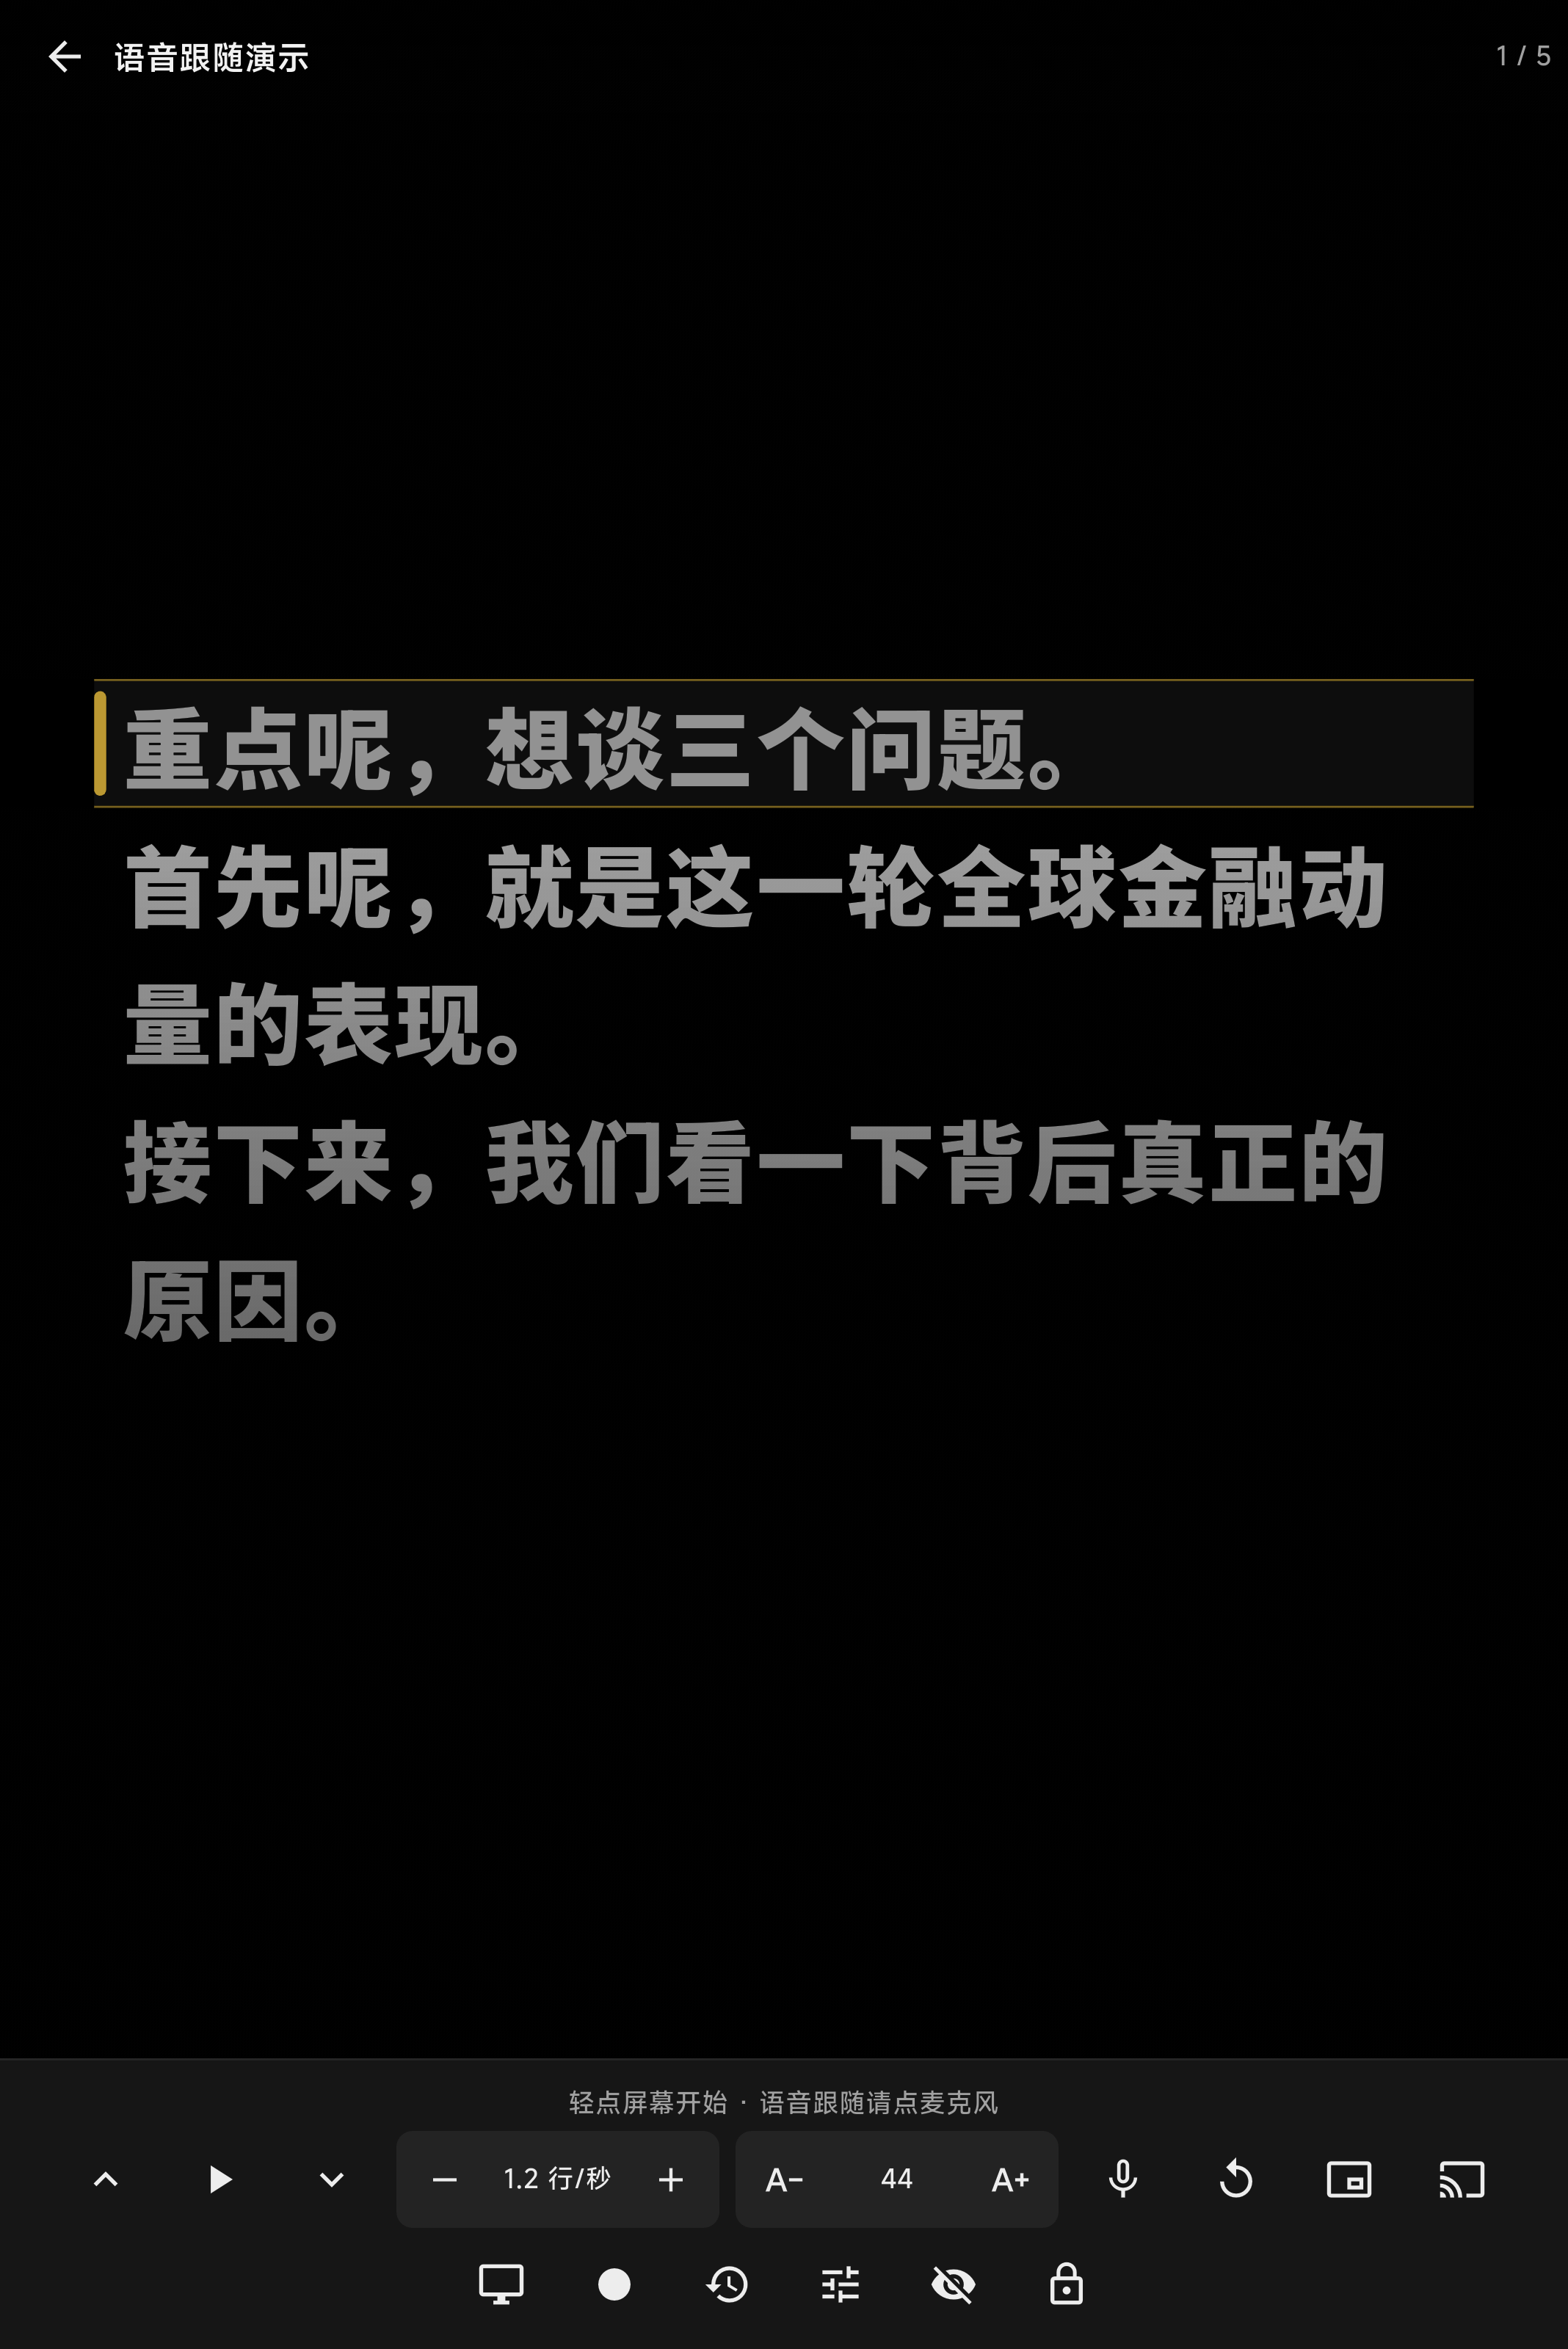 语音跟随演示
1 / 5
重点呢，想谈三个问题。
首先呢，就是这一轮全球金融动
量的表现。
接下来，我们看一下背后真正的
原因。
轻点屏幕开始 · 语音跟随请点麦克风
1.2 行/秒
A- 44 A+